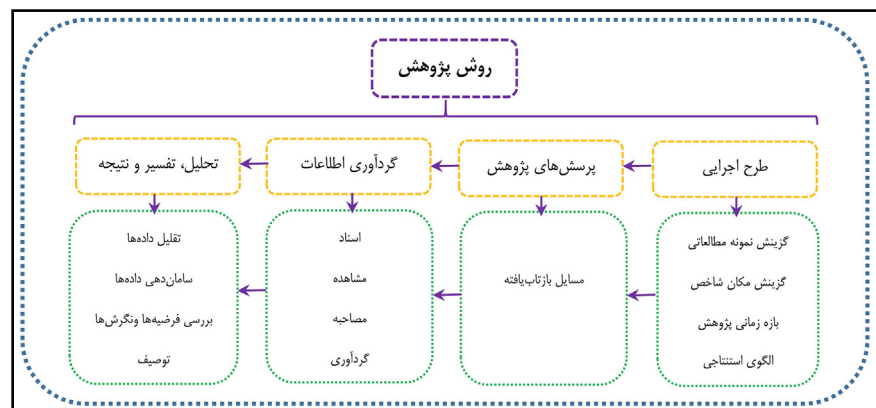 روش پژوهش
طرح اجرایی
پرسش‌های پژوهش
گردآوری اطلاعات
تحلیل، تفسیر و نتیجه
گزینش نمونه مطالعاتی
گزینش مکان شاخص
بازه زمانی پژوهش
الگوی استنتاجی
مسایل بازتاب‌یافته
اسناد
مشاهده
مصاحبه
گردآوری
تقلیل داده‌ها
سامان‌دهی داده‌ها
بررسی فرضیه‌ها ونگرش‌ها
توصیف